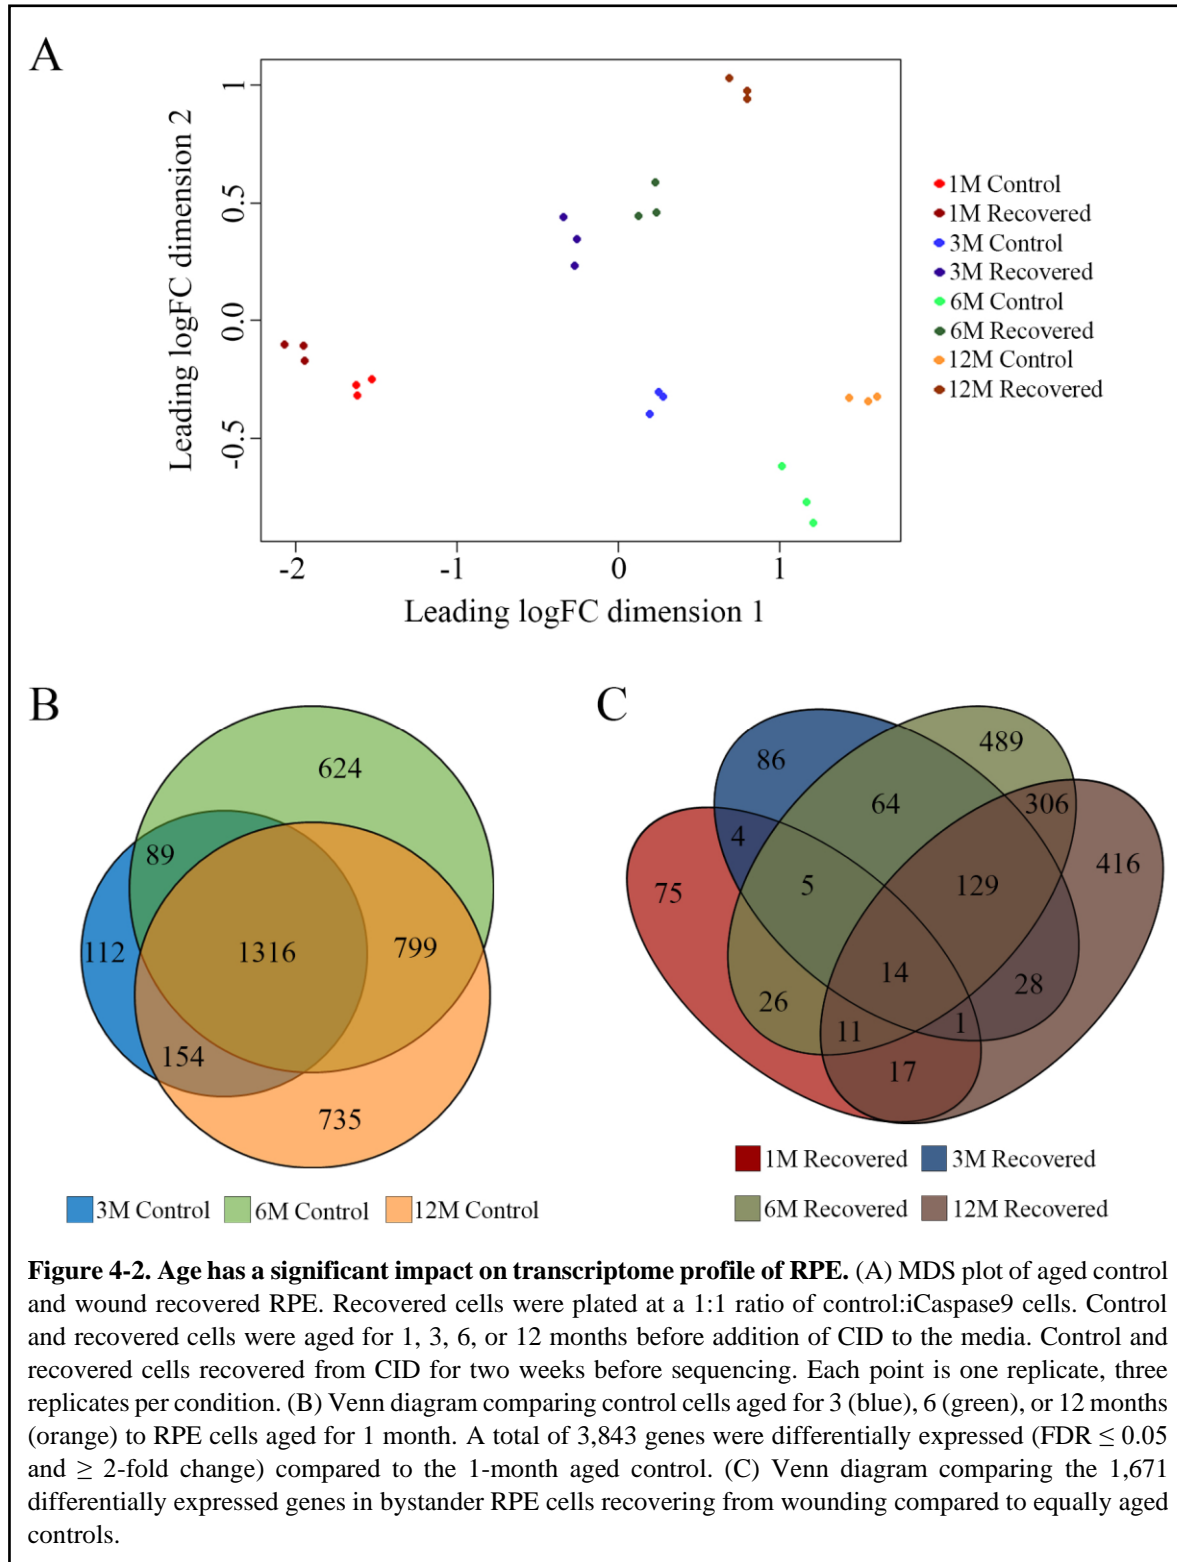 A
Leading logFC dimension 2
1
0.5
0.0
-0.5
-2
-1
0
1
Leading logFC dimension 1
1M Control
1M Recovered
3M Control
3M Recovered
6M Control
6M Recovered
12M Control
12M Recovered
B
624
89
112
1316
799
154
735
3M Control
6M Control
12M Control
C
86
489
64
306
4
75
5
129
416
14
26
28
11
1
17
1M Recovered
3M Recovered
6M Recovered
12M Recovered
Figure 4-2. Age has a significant impact on transcriptome profile of RPE. (A) MDS plot of aged control
and wound recovered RPE. Recovered cells were plated at a 1:1 ratio of control:iCaspase9 cells. Control
and recovered cells were aged for 1, 3, 6, or 12 months before addition of CID to the media. Control and
recovered cells recovered from CID for two weeks before sequencing. Each point is one replicate, three
replicates per condition. (B) Venn diagram comparing control cells aged for 3 (blue), 6 (green), or 12 months
(orange) to RPE cells aged for 1 month. A total of 3,843 genes were differentially expressed (FDR ≤ 0.05
and ≥ 2-fold change) compared to the 1-month aged control. (C) Venn diagram comparing the 1,671
differentially expressed genes in bystander RPE cells recovering from wounding compared to equally aged
controls.